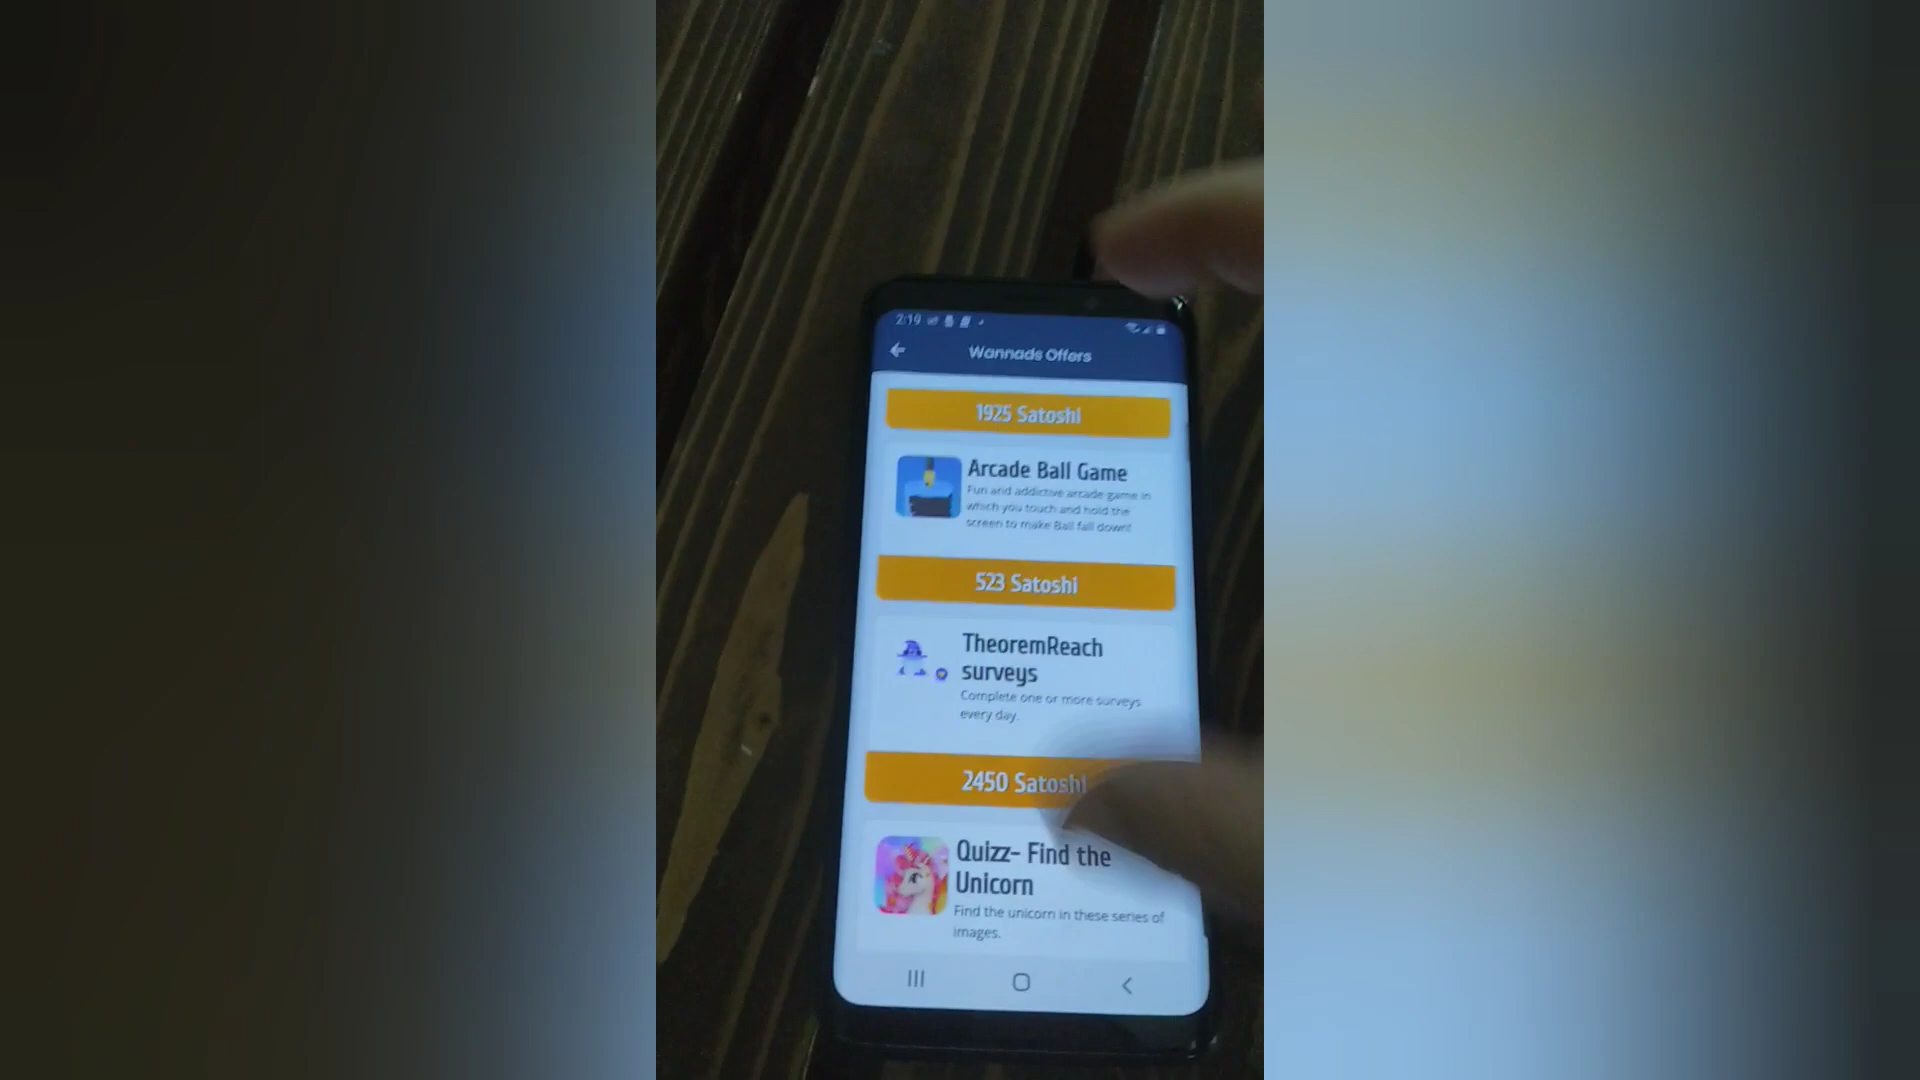 2:19
Wannads Offers
1925 Satoshi
Arcade Ball Game
Fun and addictive arcade game in
which you touch and hold the
screen to make Ball fall down!
523 Satoshi
TheoremReach
surveys
Complete one or more surveys
every day.
2450 Satoshi
Quizz- Find the
Unicorn
Find the unicorn in these series of
images.